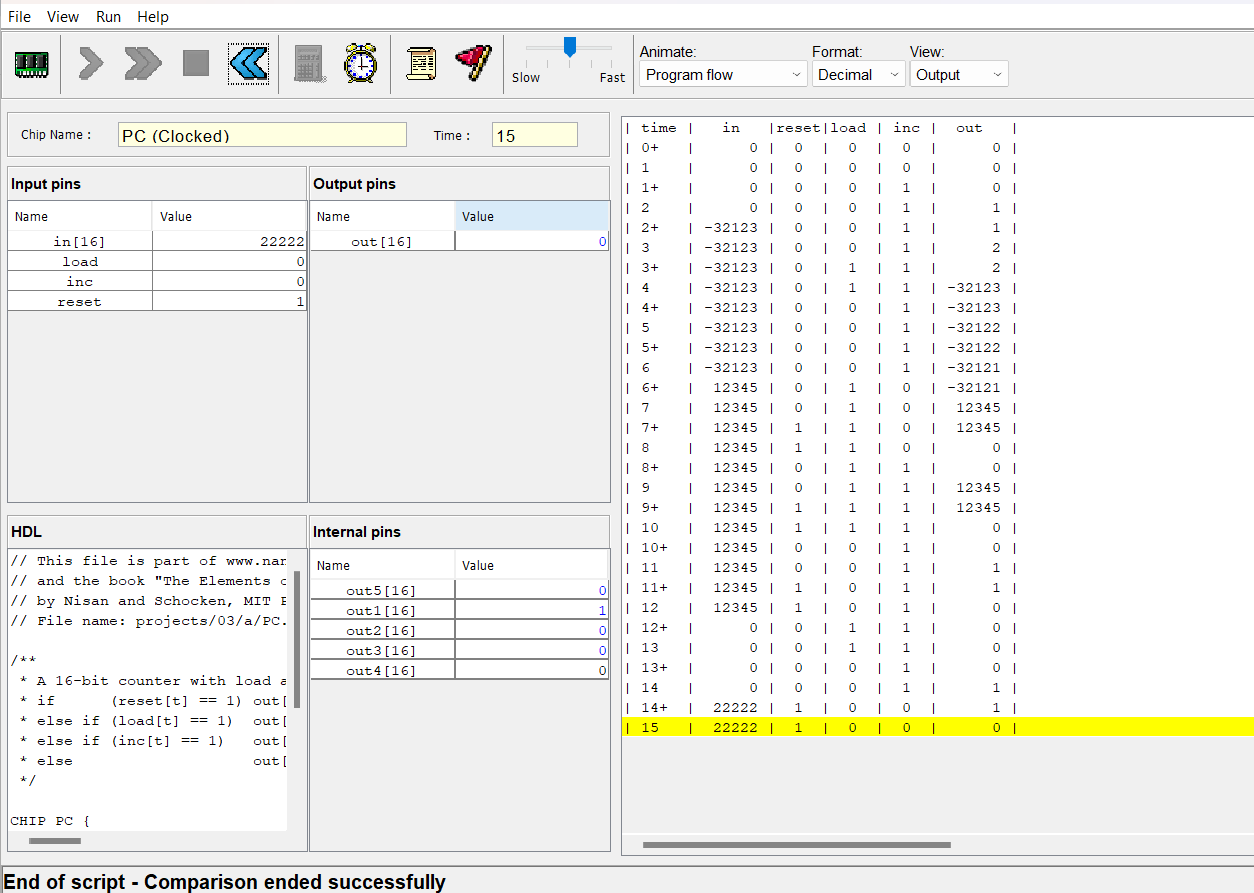 File View Run Help
Slow Fast
Animate: Format: View:
Program flow Decimal Output
Chip Name : PC (Clocked) Time : 15
Input pins
Name Value
in[16] 22222
load 0
inc 0
reset 1
Output pins
Name Value
out[16] 0
HDL
// This file is part of www.nan
// and the book "The Elements o
// by Nisan and Schocken, MIT P
// File name: projects/03/a/PC.
/**
* A 16-bit counter with load a
* if (reset[t] == 1) out[
* else if (load[t] == 1) out[
* else if (inc[t] == 1) out[
* else out[
*/
CHIP PC {
Internal pins
Name Value
out5[16] 0
out1[16] 1
out2[16] 0
out3[16] 0
out4[16] 0
| time | in |reset|load | inc | out |
| 0+ | 0 | 0 | 0 | 0 | 0 |
| 1 | 0 | 0 | 0 | 0 | 0 |
| 1+ | 0 | 0 | 0 | 1 | 0 |
| 2 | 0 | 0 | 0 | 1 | 1 |
| 2+ | -32123 | 0 | 0 | 1 | 1 |
| 3 | -32123 | 0 | 0 | 1 | 2 |
| 3+ | -32123 | 0 | 1 | 1 | 2 |
| 4 | -32123 | 0 | 1 | 1 | -32123 |
| 4+ | -32123 | 0 | 0 | 1 | -32123 |
| 5 | -32123 | 0 | 0 | 1 | -32122 |
| 5+ | -32123 | 0 | 0 | 1 | -32122 |
| 6 | -32123 | 0 | 0 | 1 | -32121 |
| 6+ | 12345 | 0 | 1 | 0 | -32121 |
| 7 | 12345 | 0 | 1 | 0 | 12345 |
| 7+ | 12345 | 1 | 1 | 0 | 12345 |
| 8 | 12345 | 1 | 1 | 0 | 0 |
| 8+ | 12345 | 0 | 1 | 1 | 0 |
| 9 | 12345 | 0 | 1 | 1 | 12345 |
| 9+ | 12345 | 1 | 1 | 1 | 12345 |
| 10 | 12345 | 1 | 1 | 1 | 0 |
| 10+ | 12345 | 0 | 0 | 1 | 0 |
| 11 | 12345 | 0 | 0 | 1 | 1 |
| 11+ | 12345 | 1 | 0 | 1 | 1 |
| 12 | 12345 | 1 | 0 | 1 | 0 |
| 12+ | 0 | 0 | 1 | 1 | 0 |
| 13 | 0 | 0 | 1 | 1 | 0 |
| 13+ | 0 | 0 | 0 | 1 | 0 |
| 14 | 0 | 0 | 0 | 1 | 1 |
| 14+ | 22222 | 1 | 0 | 0 | 1 |
| 15 | 22222 | 1 | 0 | 0 | 0 |
End of script - Comparison ended successfully